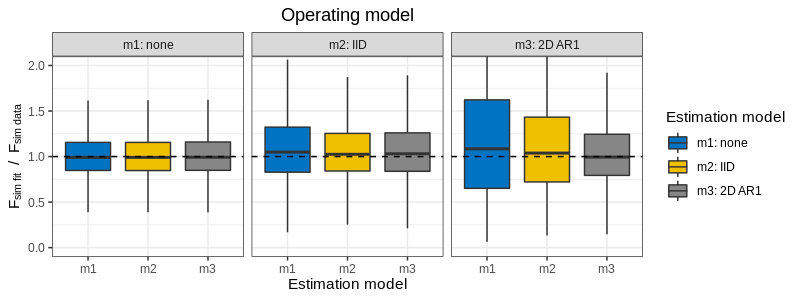 Operating model
m1: none
m2: IID
m3: 2D AR1
F sim fit / F sim data
2.0
1.5
1.0
0.5
0.0
m1 m2 m3
m1 m2 m3
m1 m2 m3
Estimation model
Estimation model
m1: none
m2: IID
m3: 2D AR1